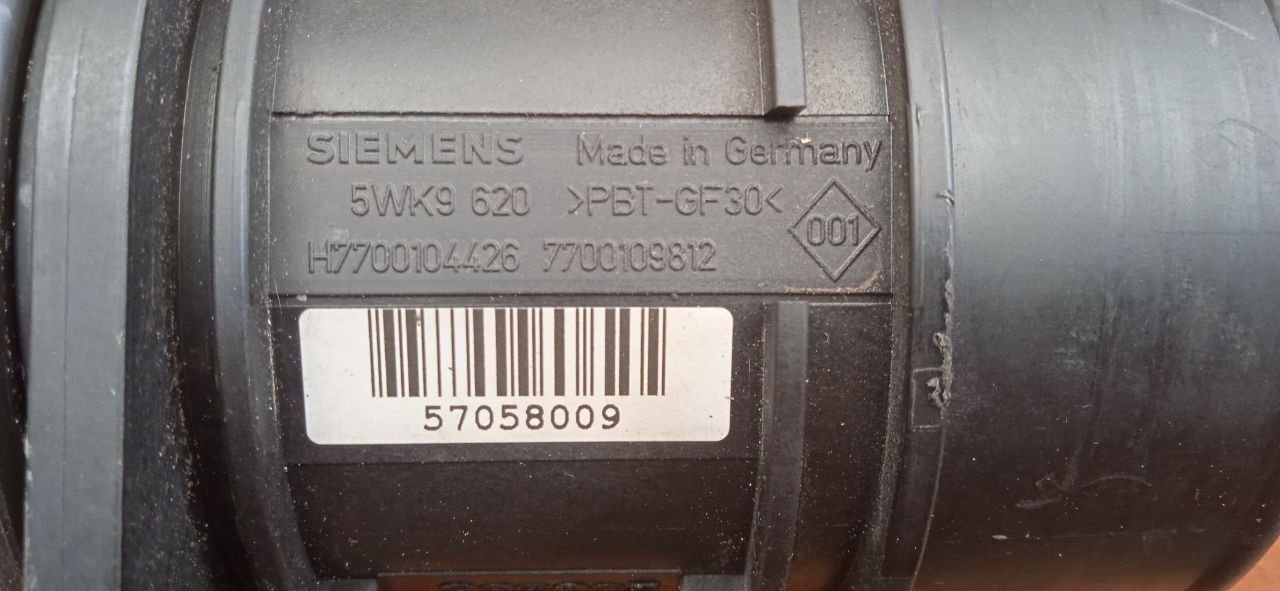 SIEMENS Made in Germany
5WK9 620 >PBT-GF30<
001
H7700104426 7700109812
57058009